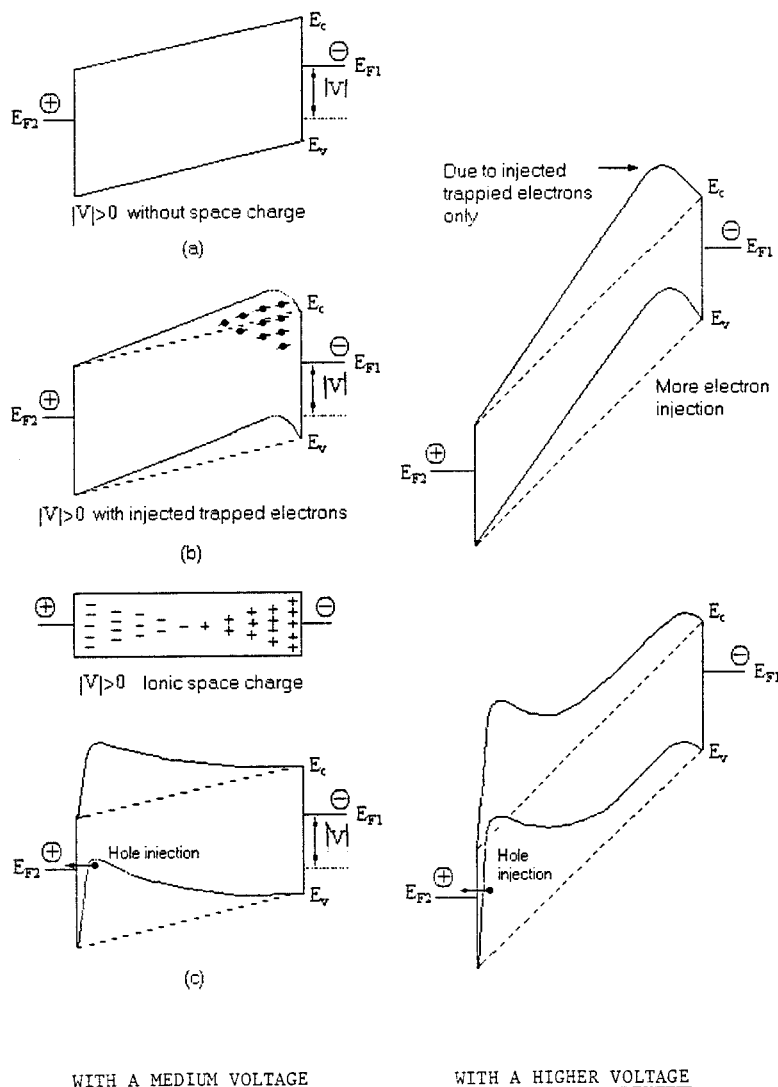 E_c
⊖
E_F1
|V|
⊕
E_F2
E_v
|V|>0 without space charge
(a)
E_c
⊖
E_F1
|V|
⊕
E_F2
E_v
|V|>0 with injected trapped electrons
(b)
⊕ − − − − − + + + + + ⊖
|V|>0 Ionic space charge
E_c
⊖
E_F1
|V|
Hole injection
⊕
E_F2
E_v
(c)
WITH A MEDIUM VOLTAGE
Due to injected
trappied electrons
only
E_c
⊖
E_F1
E_v
More electron
injection
⊕
E_F2
E_c
⊖
E_F1
E_v
Hole
injection
⊕
E_F2
WITH A HIGHER VOLTAGE